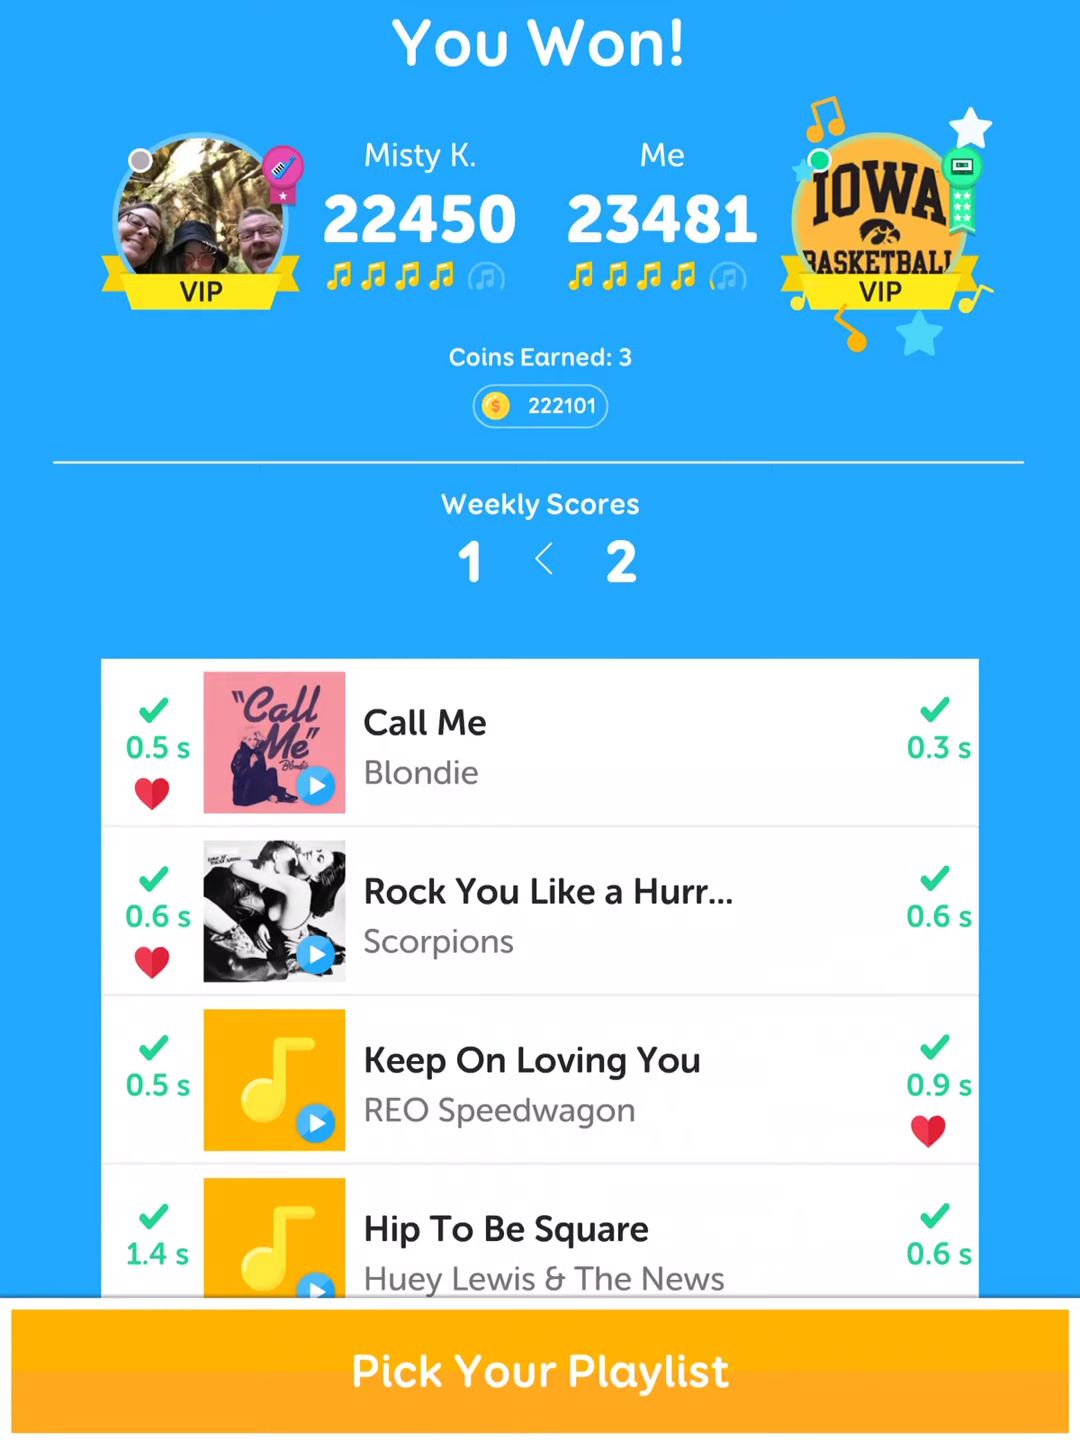 You Won!
Misty K.
22450
Me
23481
IOWA
BASKETBALL
VIP
VIP
Coins Earned: 3
$ 222101
Weekly Scores
1 < 2
0.5 s
"Call Me"
Blondie
Call Me
Blondie
0.3 s
0.6 s
Rock You Like a Hurr...
Scorpions
0.6 s
0.5 s
Keep On Loving You
REO Speedwagon
0.9 s
1.4 s
Hip To Be Square
Huey Lewis & The News
0.6 s
Pick Your Playlist